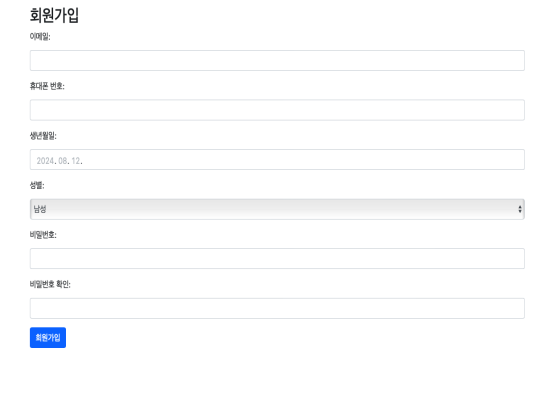 회원가입
이메일:
휴대폰 번호:
생년월일:
2024. 08. 12.
성별:
남성
비밀번호:
비밀번호 확인:
회원가입